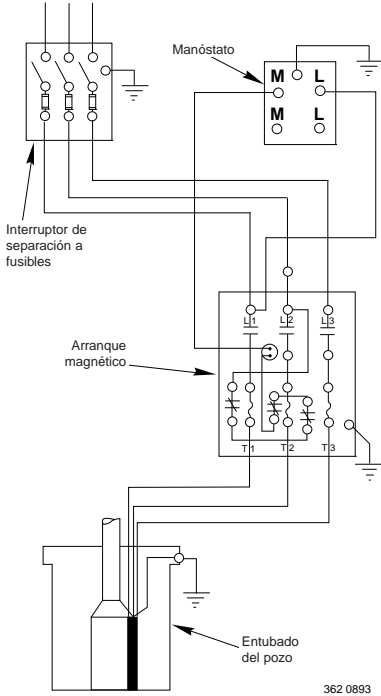 Manóstato
M L
M L
Interruptor de
separación a
fusibles
L1 L2 L3
Arranque
magnético
T1 T2 T3
Entubado
del pozo
362 0893